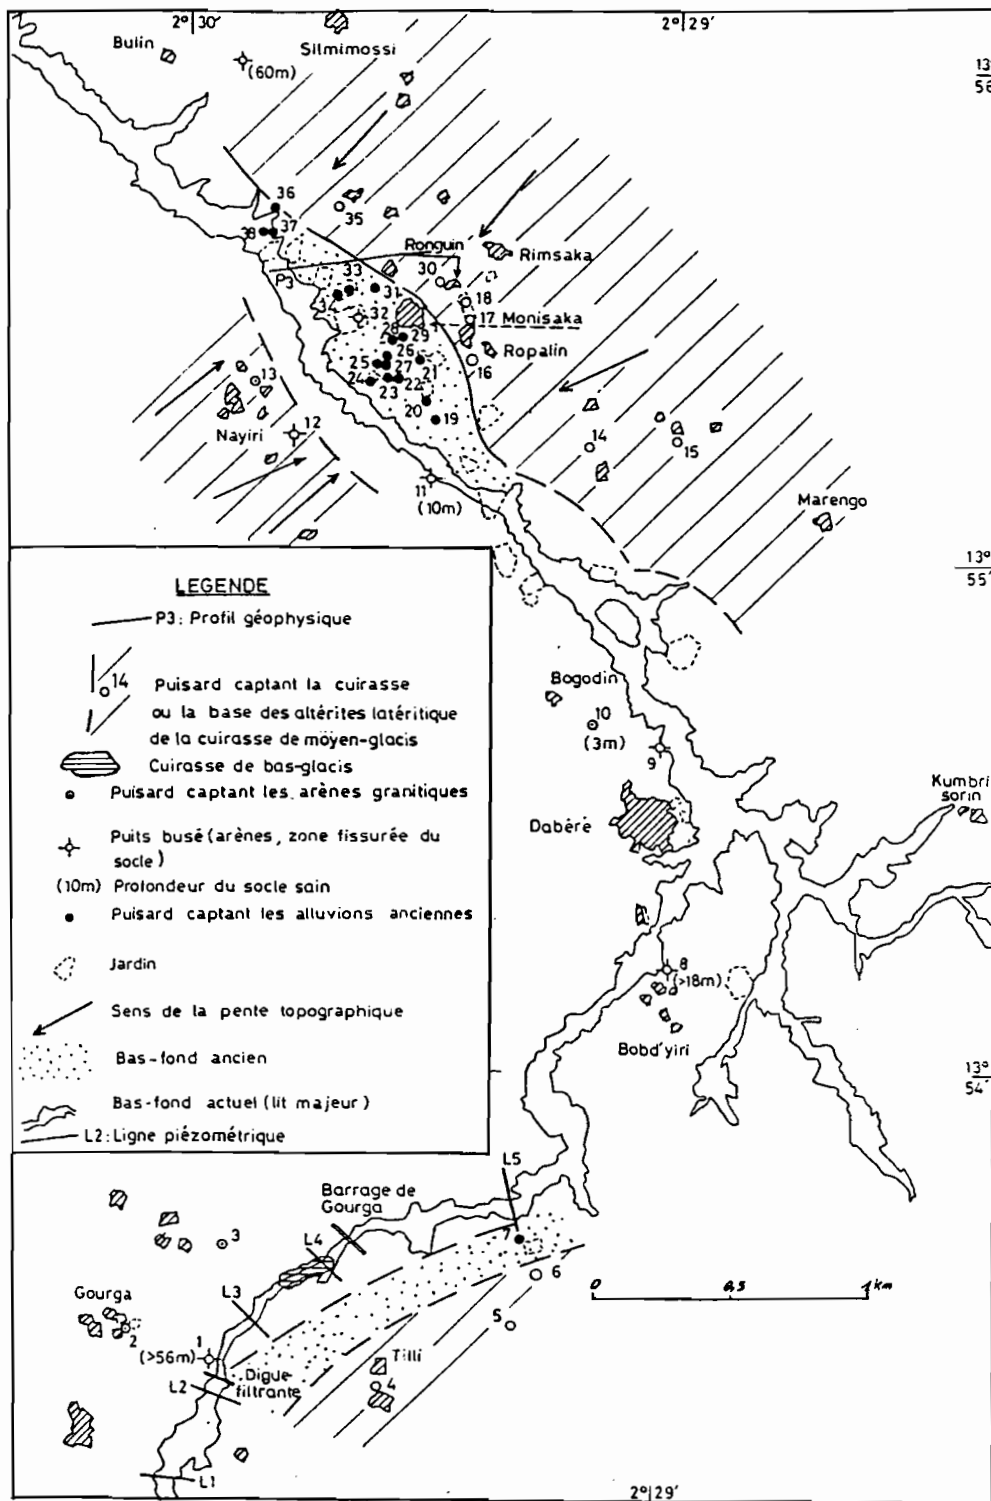 2° 30'
2° 29'
Bulin
Silmimossi
(60m)
13°
36
35
38
37
Ronguin
Rimsaka
P3
33
30
31
18
32
17 Monisaka
28
29
26
Ropalin
25
27
21
16
24
23
22
13
20
19
12
14
15
Nayiri
11
(10m)
Marengo
13°
55'
LEGENDE
P3: Profil géophysique
14
Puisard captant la cuirasse
ou la base des altérites latéritique
de la cuirasse de möyen-glacis
Cuirasse de bas-glacis
Puisard captant les arènes granitiques
Puits busé (arènes, zone fissurée du
socle)
(10m) Profondeur du socle sain
Puisard captant les alluvions anciennes
Jardin
Sens de la pente topographique
Bas-fond ancien
Bas-fond actuel (lit majeur)
L2: Ligne piézométrique
Bogodin
10
(3m)
9
Kumbri
sorin
Dabéré
8
(>18m)
Bobd'yiri
13°
54'
L5
Barrage de
Gourga
3
L4
7
6
0
0,5
1 km
Gourga
L3
5
2
1
(>56m)
Tilli
L2
Digue
filtrante
4
L1
2° 29'